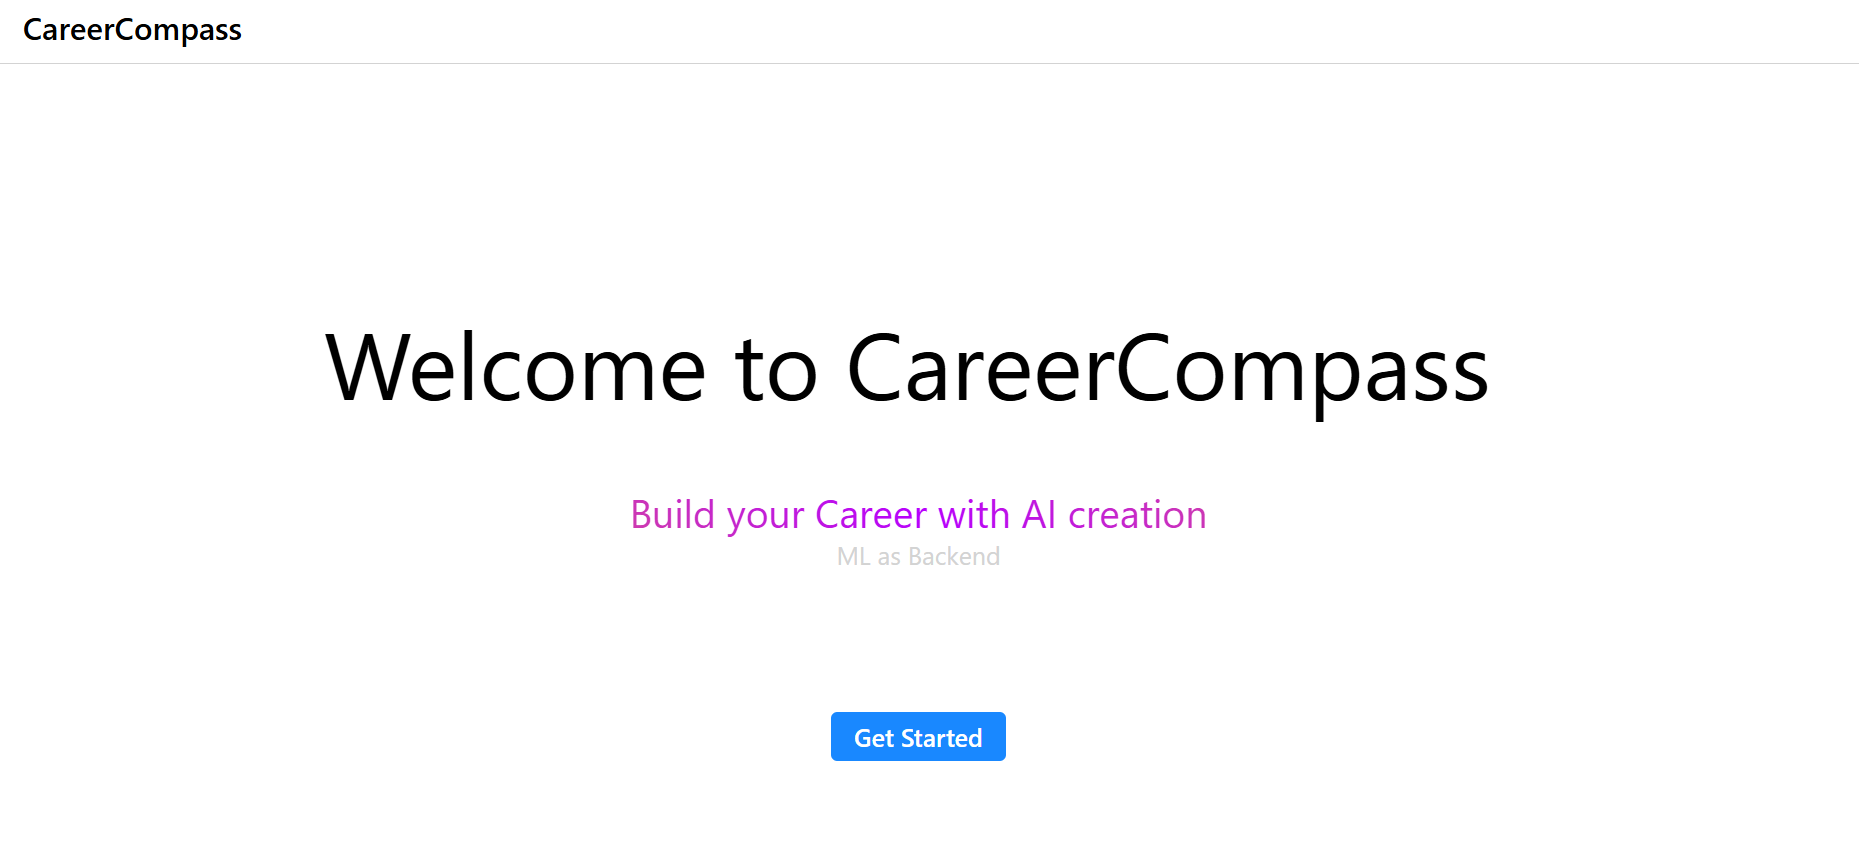 CareerCompass
Welcome to CareerCompass
Build your Career with AI creation
ML as Backend
Get Started